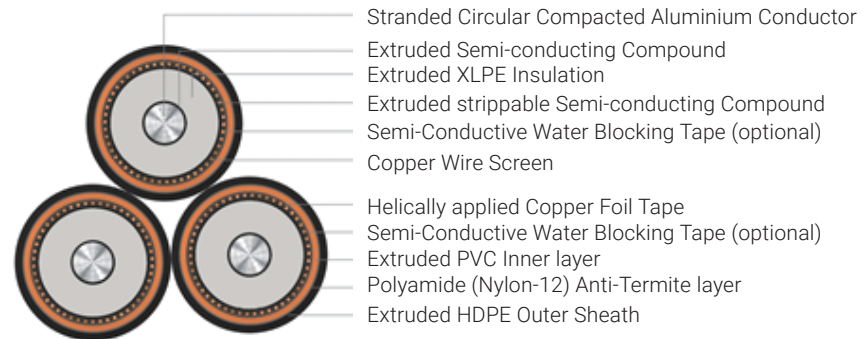 Stranded Circular Compacted Aluminium Conductor
Extruded Semi-conducting Compound
Extruded XLPE Insulation
Extruded strippable Semi-conducting Compound
Semi-Conductive Water Blocking Tape (optional)
Copper Wire Screen
Helically applied Copper Foil Tape
Semi-Conductive Water Blocking Tape (optional)
Extruded PVC Inner layer
Polyamide (Nylon-12) Anti-Termite layer
Extruded HDPE Outer Sheath